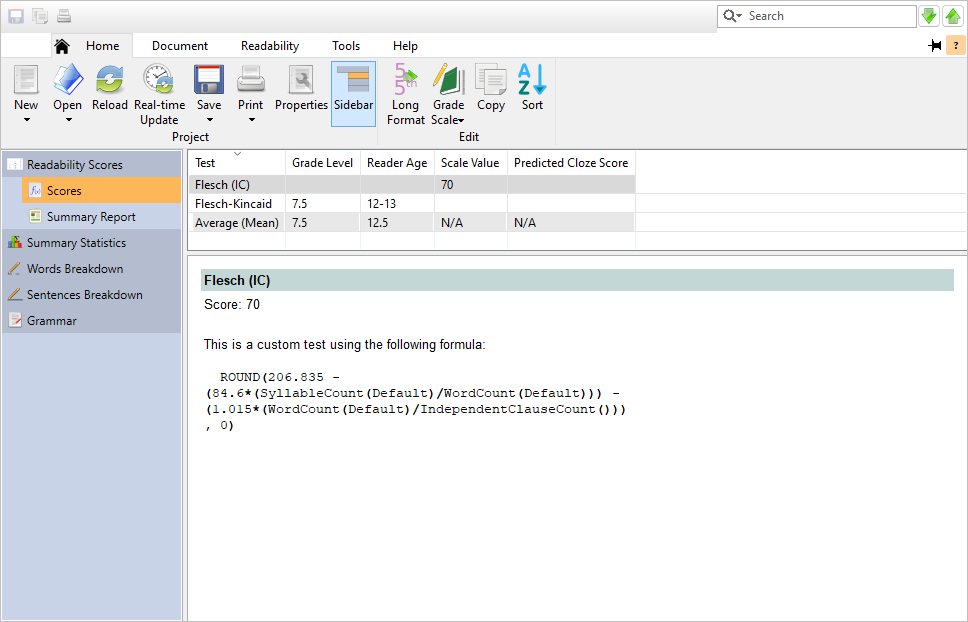 Search
Home Document Readability Tools Help
?
New Open Reload Real-time Update Save Print Properties Sidebar Long Format Grade Scale Copy Sort
Project Edit
Readability Scores
Scores
Summary Report
Summary Statistics
Words Breakdown
Sentences Breakdown
Grammar
Test Grade Level Reader Age Scale Value Predicted Cloze Score
Flesch (IC) 70
Flesch-Kincaid 7.5 12-13
Average (Mean) 7.5 12.5 N/A N/A
Flesch (IC)
Score: 70
This is a custom test using the following formula:
ROUND(206.835 -
(84.6*(SyllableCount(Default)/WordCount(Default))) -
(1.015*(WordCount(Default)/IndependentClauseCount()))
, 0)